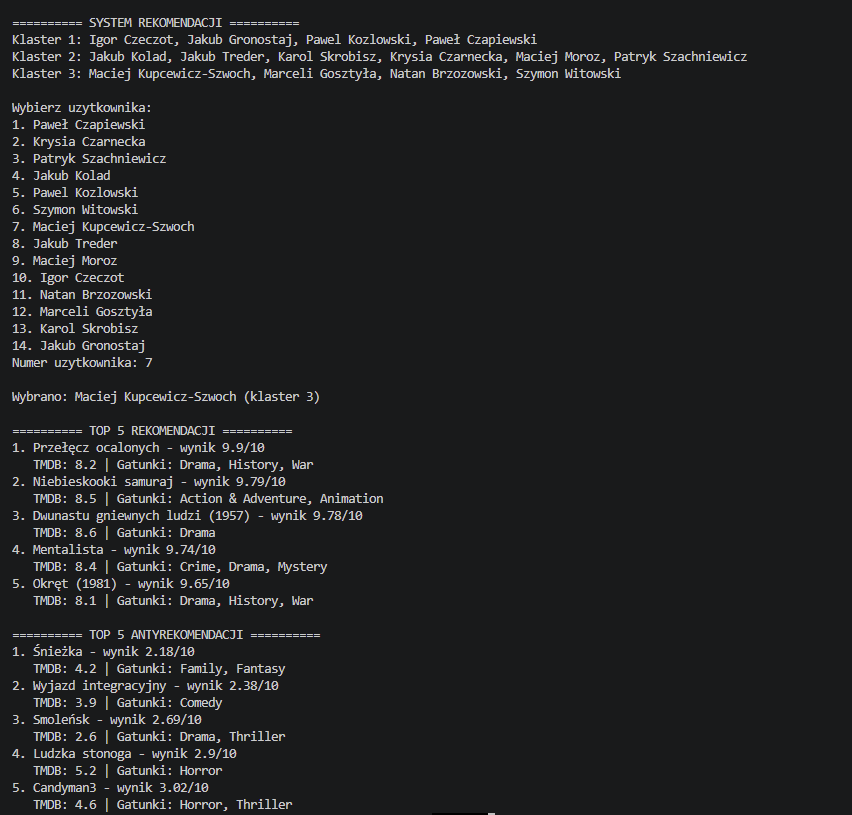 ========== SYSTEM REKOMENDACJI ==========
Klaster 1: Igor Czeczot, Jakub Gronostaj, Pawel Kozlowski, Paweł Czapiewski
Klaster 2: Jakub Kolad, Jakub Treder, Karol Skrobisz, Krysia Czarnecka, Maciej Moroz, Patryk Szachniewicz
Klaster 3: Maciej Kupcewicz-Szwoch, Marceli Gosztyła, Natan Brzozowski, Szymon Witowski
Wybierz uzytkownika:
1. Paweł Czapiewski
2. Krysia Czarnecka
3. Patryk Szachniewicz
4. Jakub Kolad
5. Pawel Kozlowski
6. Szymon Witowski
7. Maciej Kupcewicz-Szwoch
8. Jakub Treder
9. Maciej Moroz
10. Igor Czeczot
11. Natan Brzozowski
12. Marceli Gosztyła
13. Karol Skrobisz
14. Jakub Gronostaj
Numer uzytkownika: 7
Wybrano: Maciej Kupcewicz-Szwoch (klaster 3)
========== TOP 5 REKOMENDACJI ==========
1. Przełęcz ocalonych - wynik 9.9/10
TMDB: 8.2 | Gatunki: Drama, History, War
2. Niebieskooki samuraj - wynik 9.79/10
TMDB: 8.5 | Gatunki: Action & Adventure, Animation
3. Dwunastu gniewnych ludzi (1957) - wynik 9.78/10
TMDB: 8.6 | Gatunki: Drama
4. Mentalista - wynik 9.74/10
TMDB: 8.4 | Gatunki: Crime, Drama, Mystery
5. Okręt (1981) - wynik 9.65/10
TMDB: 8.1 | Gatunki: Drama, History, War
========== TOP 5 ANTYREKOMENDACJI ==========
1. Śnieżka - wynik 2.18/10
TMDB: 4.2 | Gatunki: Family, Fantasy
2. Wyjazd integracyjny - wynik 2.38/10
TMDB: 3.9 | Gatunki: Comedy
3. Smoleńsk - wynik 2.69/10
TMDB: 2.6 | Gatunki: Drama, Thriller
4. Ludzka stonoga - wynik 2.9/10
TMDB: 5.2 | Gatunki: Horror
5. Candyman3 - wynik 3.02/10
TMDB: 4.6 | Gatunki: Horror, Thriller